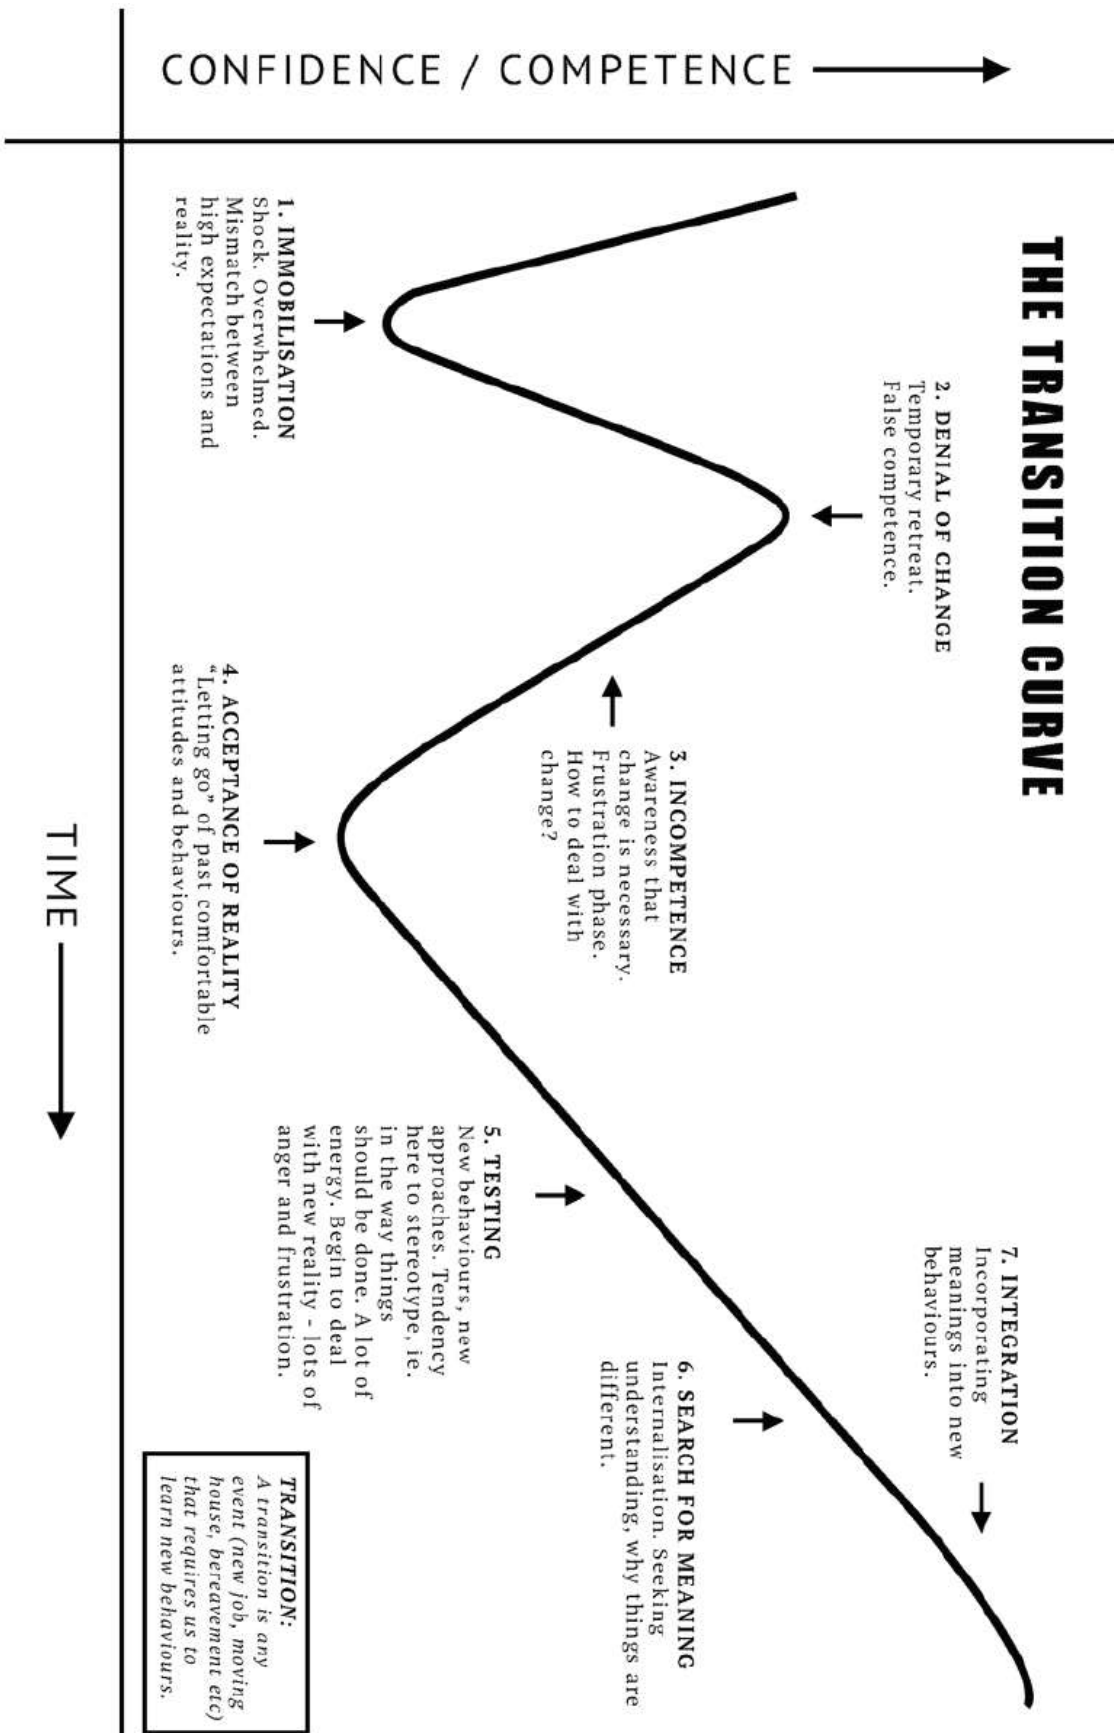 THE TRANSITION CURVE
CONFIDENCE / COMPETENCE
1. IMMOBILISATION
Shock. Overwhelmed.
Mismatch between
high expectations and
reality.
2. DENIAL OF CHANGE
Temporary retreat.
False competence.
3. INCOMPETENCE
Awareness that
change is necessary.
Frustration phase.
How to deal with
change?
4. ACCEPTANCE OF REALITY
"Letting go" of past comfortable
attitudes and behaviours.
5. TESTING
New behaviours, new
approaches. Tendency
here to stereotype, ie.
in the way things
should be done. A lot of
energy. Begin to deal
with new reality - lots of
anger and frustration.
6. SEARCH FOR MEANING
Internalisation. Seeking
understanding, why things are
different.
7. INTEGRATION
Incorporating
meanings into new
behaviours.
TRANSITION:
A transition is any
event (new job, moving
house, bereavement etc)
that requires us to
learn new behaviours.
TIME